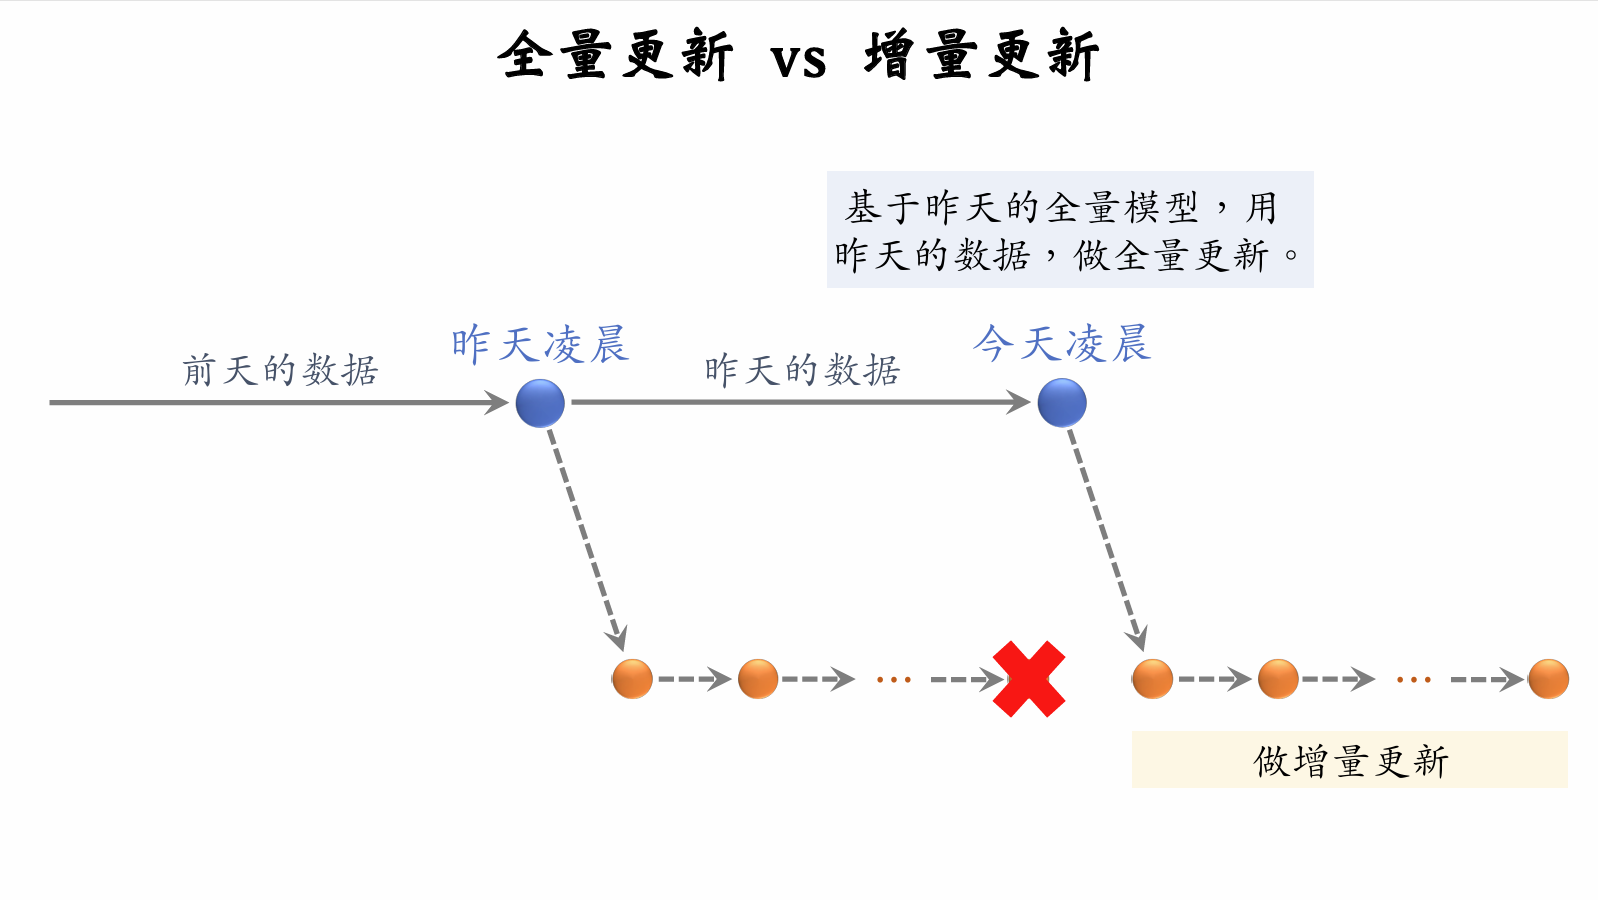 全量更新 vs 增量更新
基于昨天的全量模型，用
昨天的数据，做全量更新。
昨天凌晨
今天凌晨
前天的数据
昨天的数据
...
...
做增量更新